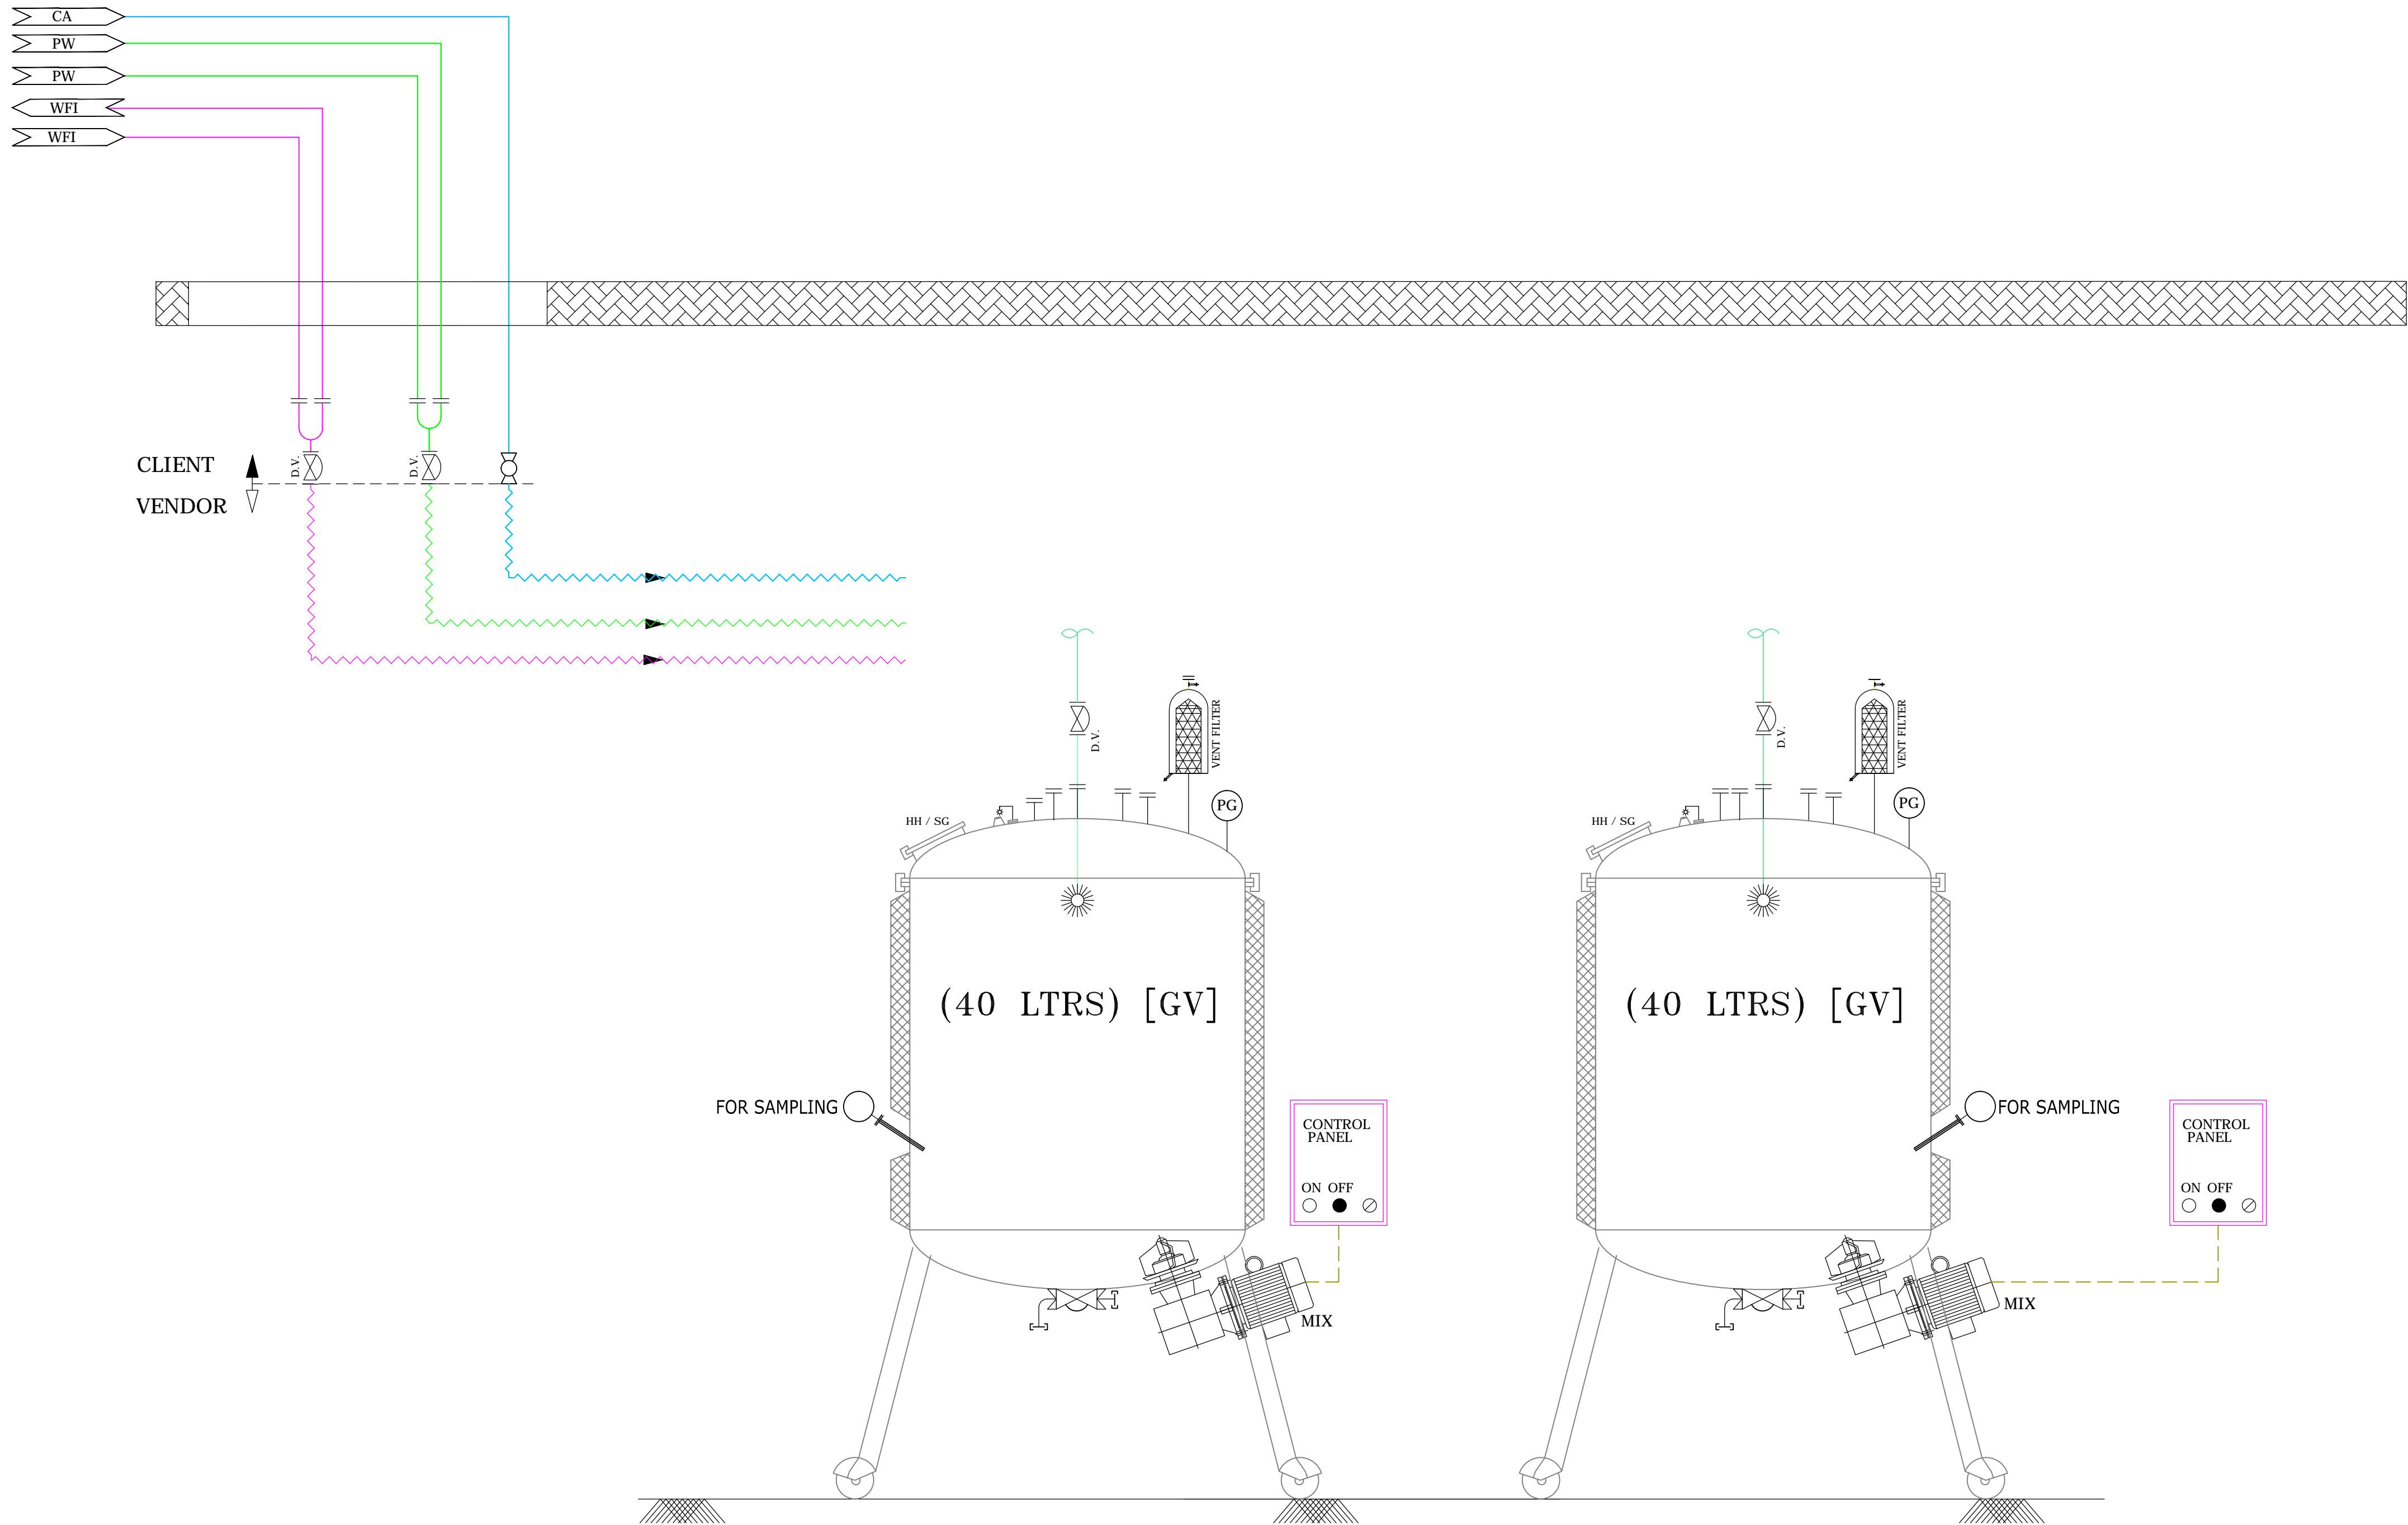 CA
PW
PW
WFI
WFI
CLIENT
VENDOR
D.V.
D.V.
D.V.
VENT FILTER
PG
HH / SG
(40 LTRS) [GV]
FOR SAMPLING
CONTROL
PANEL
ON OFF
MIX
D.V.
VENT FILTER
PG
HH / SG
(40 LTRS) [GV]
FOR SAMPLING
CONTROL
PANEL
ON OFF
MIX